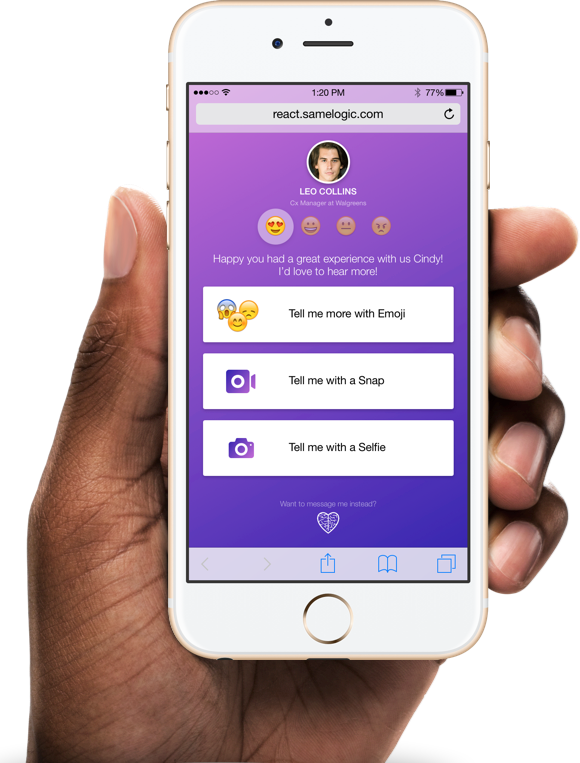 1:20 PM
77%
react.samelogic.com
LEO COLLINS
Cx Manager at Walgreens
Happy you had a great experience with us Cindy!
I'd love to hear more!
Tell me more with Emoji
Tell me with a Snap
Tell me with a Selfie
Want to message me instead?